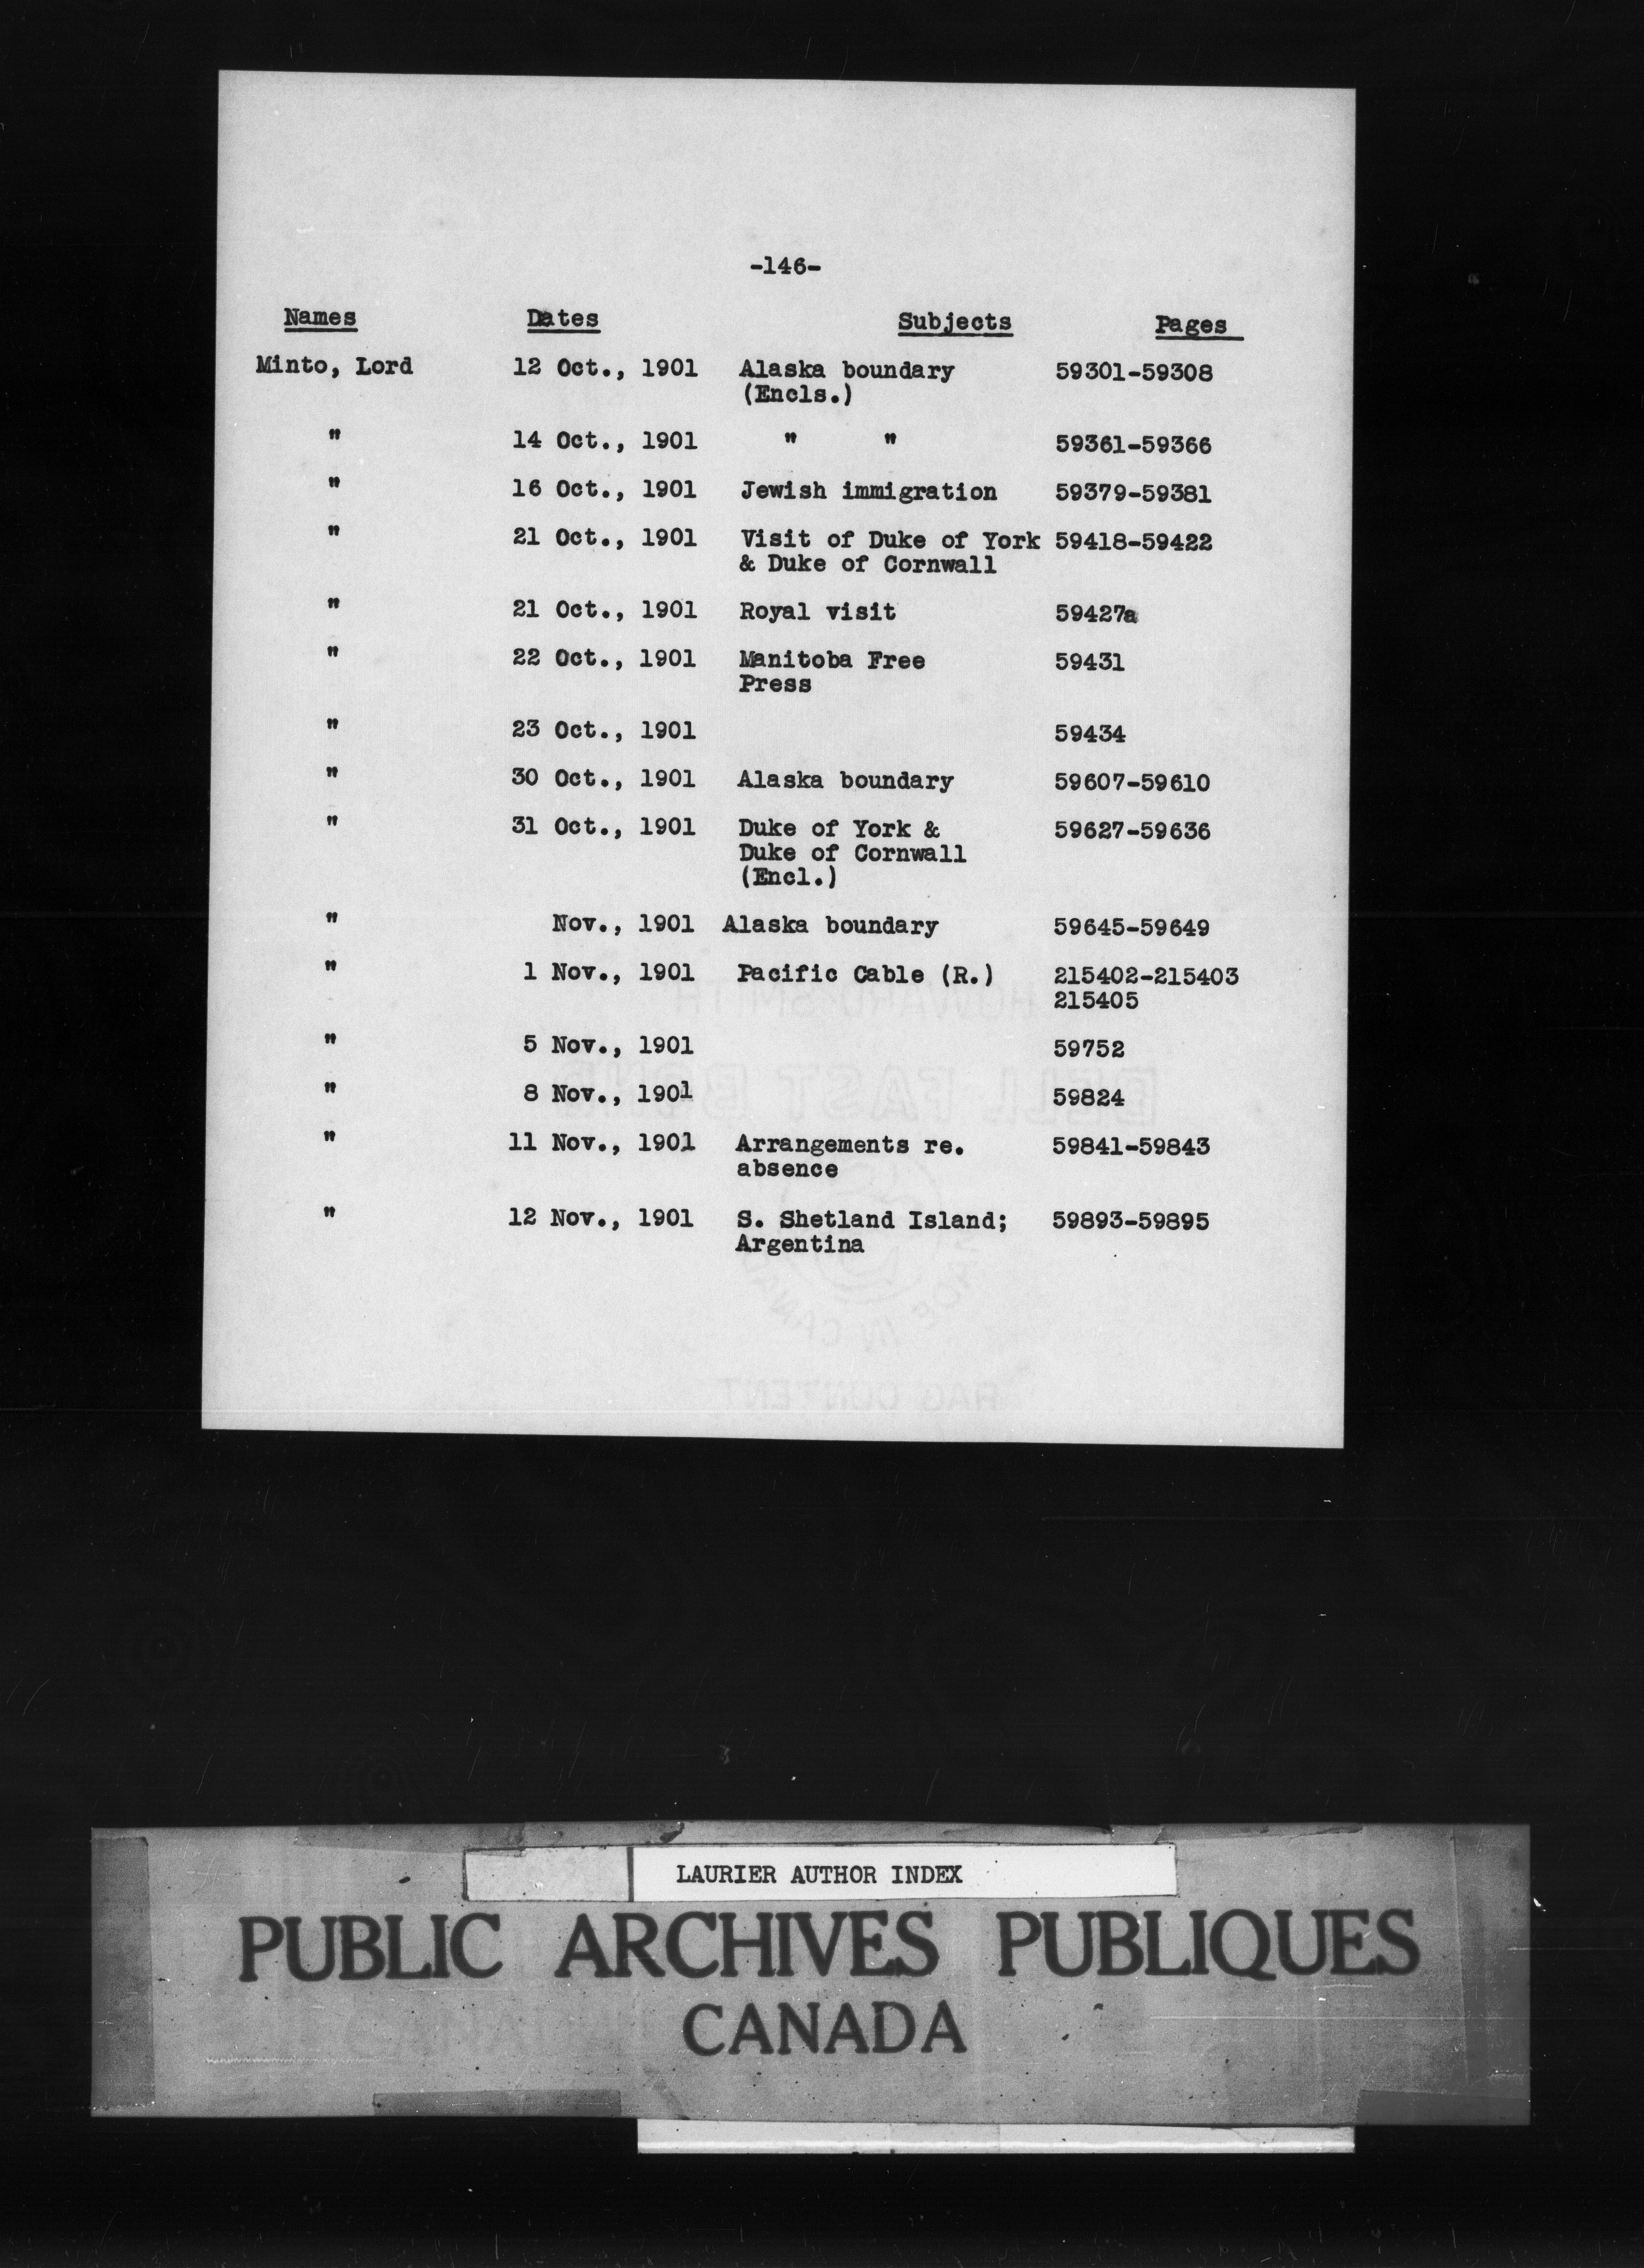 -146-
Names Dates Subjects Pages
Minto, Lord 12 Oct., 1901 Alaska boundary 59301-59308
(Encls.)
" 14 Oct., 1901 " " 59361-59366
" 16 Oct., 1901 Jewish immigration 59379-59381
" 21 Oct., 1901 Visit of Duke of York 59418-59422
& Duke of Cornwall
" 21 Oct., 1901 Royal visit 59427a
" 22 Oct., 1901 Manitoba Free 59431
Press
" 23 Oct., 1901 59434
" 30 Oct., 1901 Alaska boundary 59607-59610
" 31 Oct., 1901 Duke of York & 59627-59636
Duke of Cornwall
(Encl.)
" Nov., 1901 Alaska boundary 59645-59649
" 1 Nov., 1901 Pacific Cable (R.) 215402-215403
215405
" 5 Nov., 1901 59752
" 8 Nov., 1901 59824
" 11 Nov., 1901 Arrangements re. 59841-59843
absence
" 12 Nov., 1901 S. Shetland Island; 59893-59895
Argentina
LAURIER AUTHOR INDEX
PUBLIC ARCHIVES PUBLIQUES
CANADA